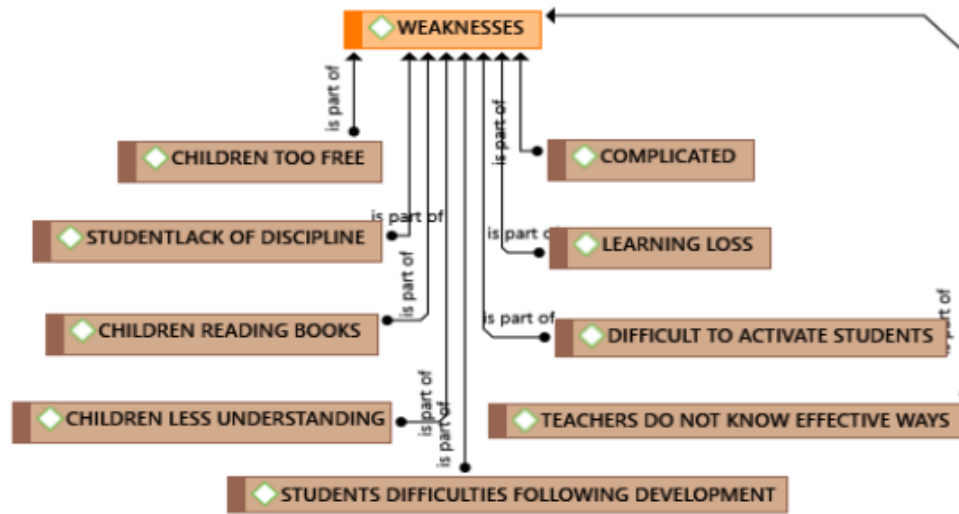 WEAKNESSES
is part of
CHILDREN TOO FREE
is part of
COMPLICATED
is part of
STUDENTLACK OF DISCIPLINE
is part of
LEARNING LOSS
is part of
CHILDREN READING BOOKS
is part of
DIFFICULT TO ACTIVATE STUDENTS
is part of
is part of
CHILDREN LESS UNDERSTANDING
is part of
TEACHERS DO NOT KNOW EFFECTIVE WAYS
STUDENTS DIFFICULTIES FOLLOWING DEVELOPMENT